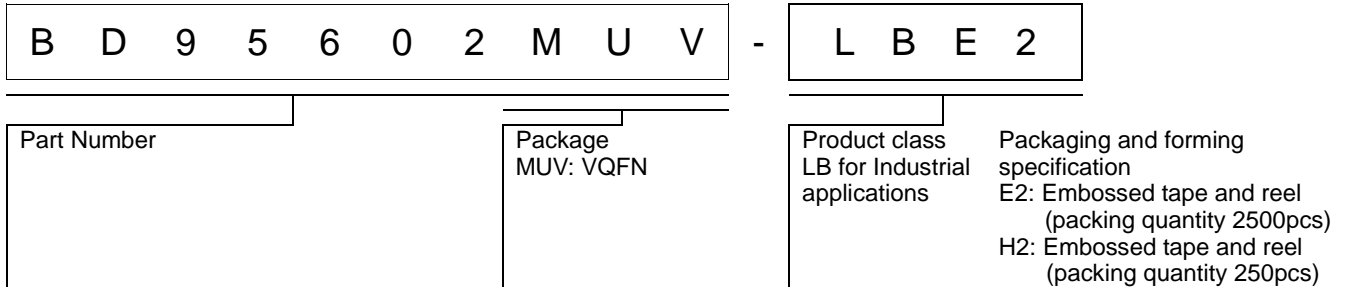 B D 9 5 6 0 2 M U V - L B E 2
Part Number
Package
MUV: VQFN
Product class
LB for Industrial
applications
Packaging and forming
specification
E2: Embossed tape and reel
(packing quantity 2500pcs)
H2: Embossed tape and reel
(packing quantity 250pcs)